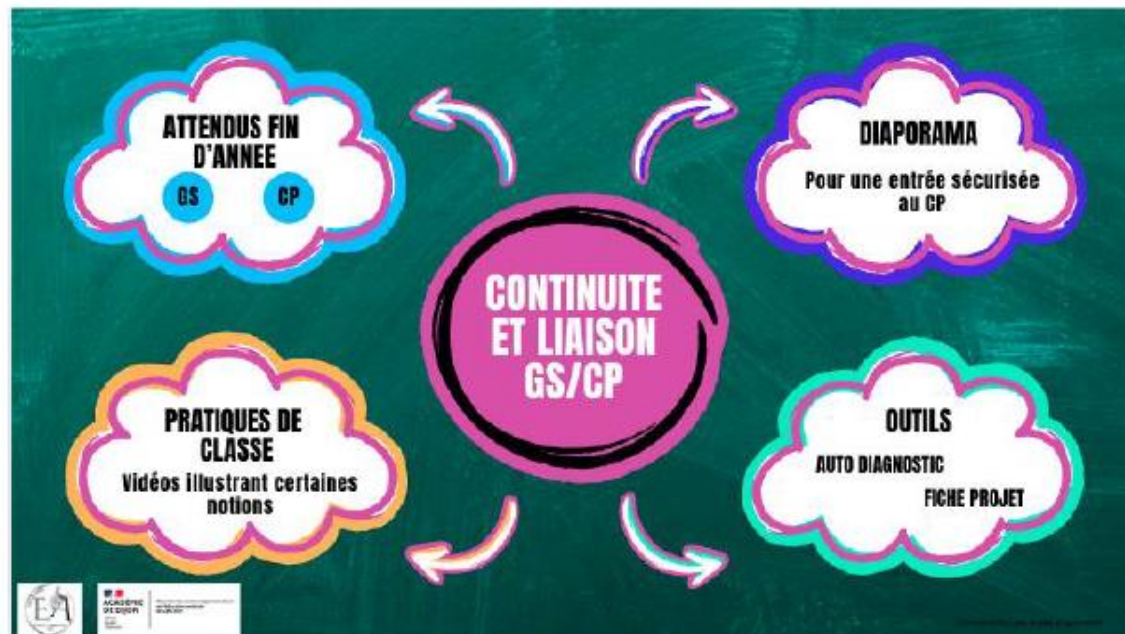 ATTENDUS FIN
D'ANNEE
GS
CP
DIAPORAMA
Pour une entrée sécurisée
au CP
CONTINUITE
ET LIAISON
GS/CP
PRATIQUES DE
CLASSE
Vidéos illustrant certaines
notions
OUTILS
AUTO DIAGNOSTIC
FICHE PROJET
ACADÉMIE
DE DIJON